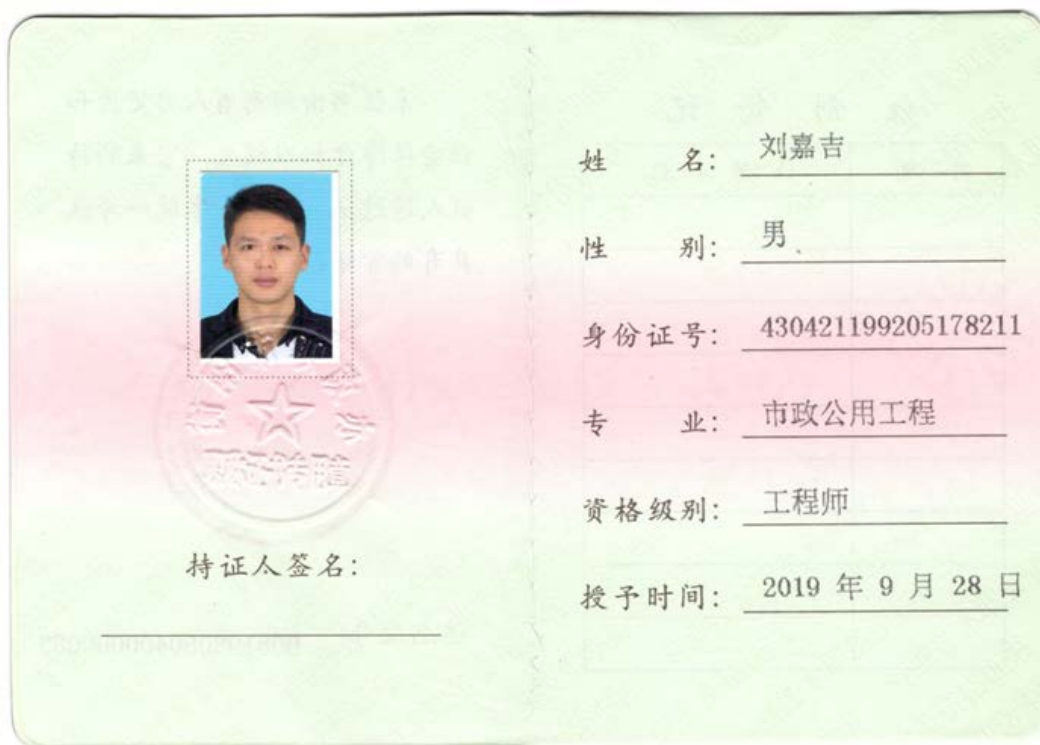 持证人签名：
姓 名：刘嘉吉
性 别：男
身份证号：430421199205178211
专 业：市政公用工程
资格级别：工程师
授予时间：2019 年 9 月 28 日